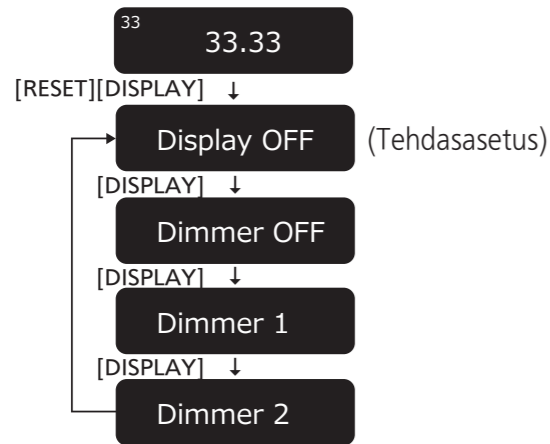 33
33.33
[RESET][DISPLAY] ↓
Display OFF (Tehdasasetus)
[DISPLAY] ↓
Dimmer OFF
[DISPLAY] ↓
Dimmer 1
[DISPLAY] ↓
Dimmer 2